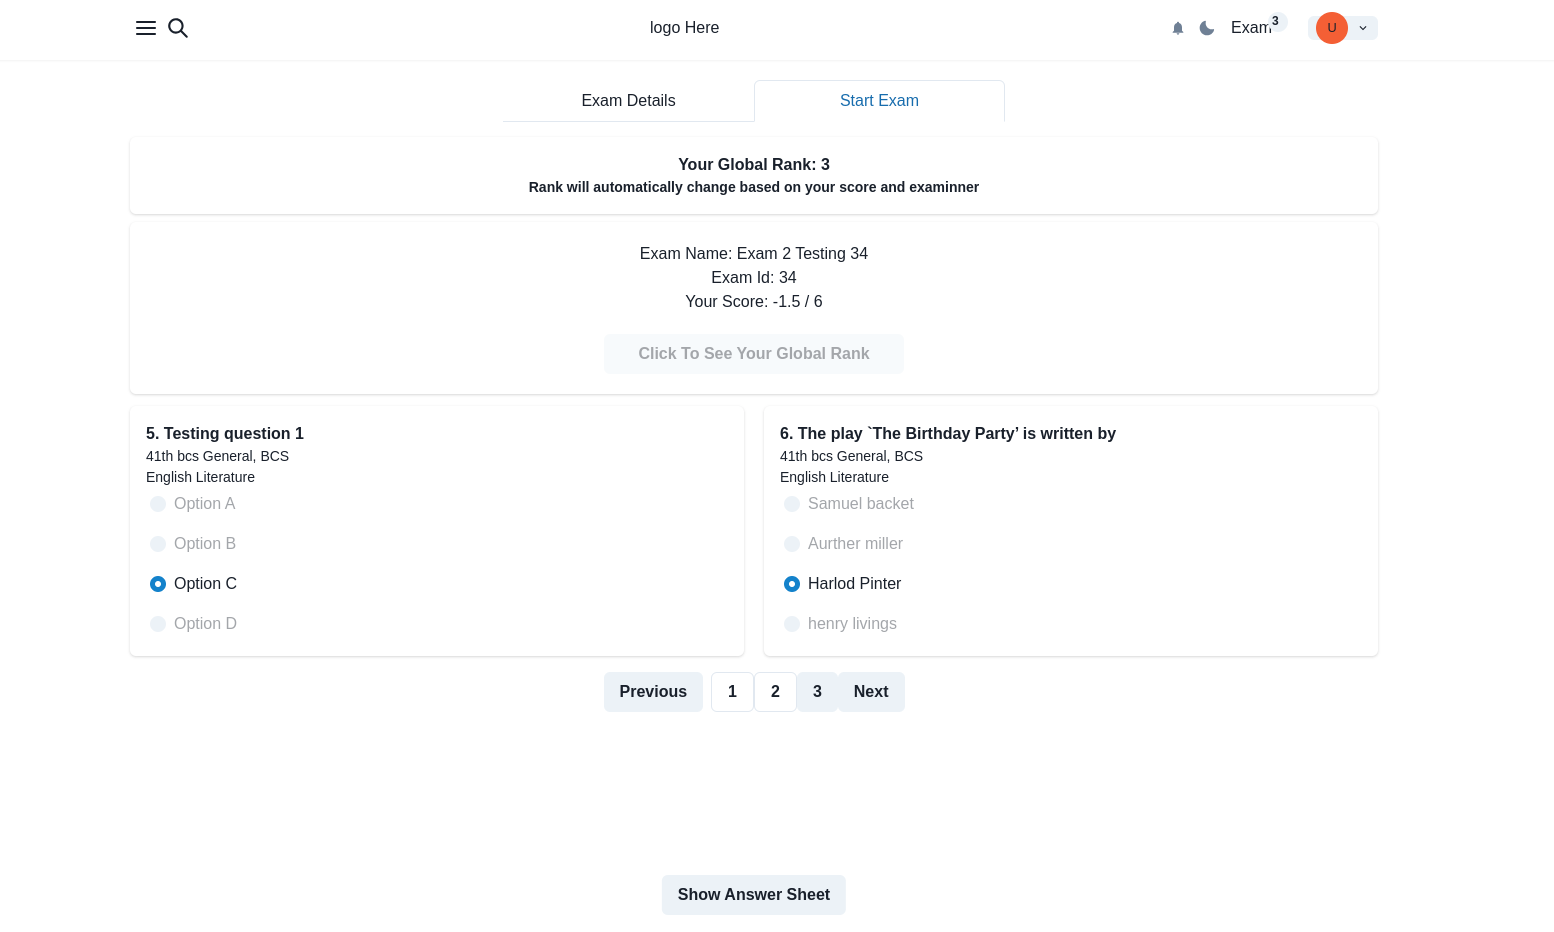 logo Here
Exam
3
U
Exam Details
Start Exam
Your Global Rank: 3
Rank will automatically change based on your score and examinner
Exam Name: Exam 2 Testing 34
Exam Id: 34
Your Score: -1.5 / 6
Click To See Your Global Rank
5. Testing question 1
41th bcs General, BCS
English Literature
Option A
Option B
Option C
Option D
6. The play `The Birthday Party’ is written by
41th bcs General, BCS
English Literature
Samuel backet
Aurther miller
Harlod Pinter
henry livings
Previous
1
2
3
Next
Show Answer Sheet